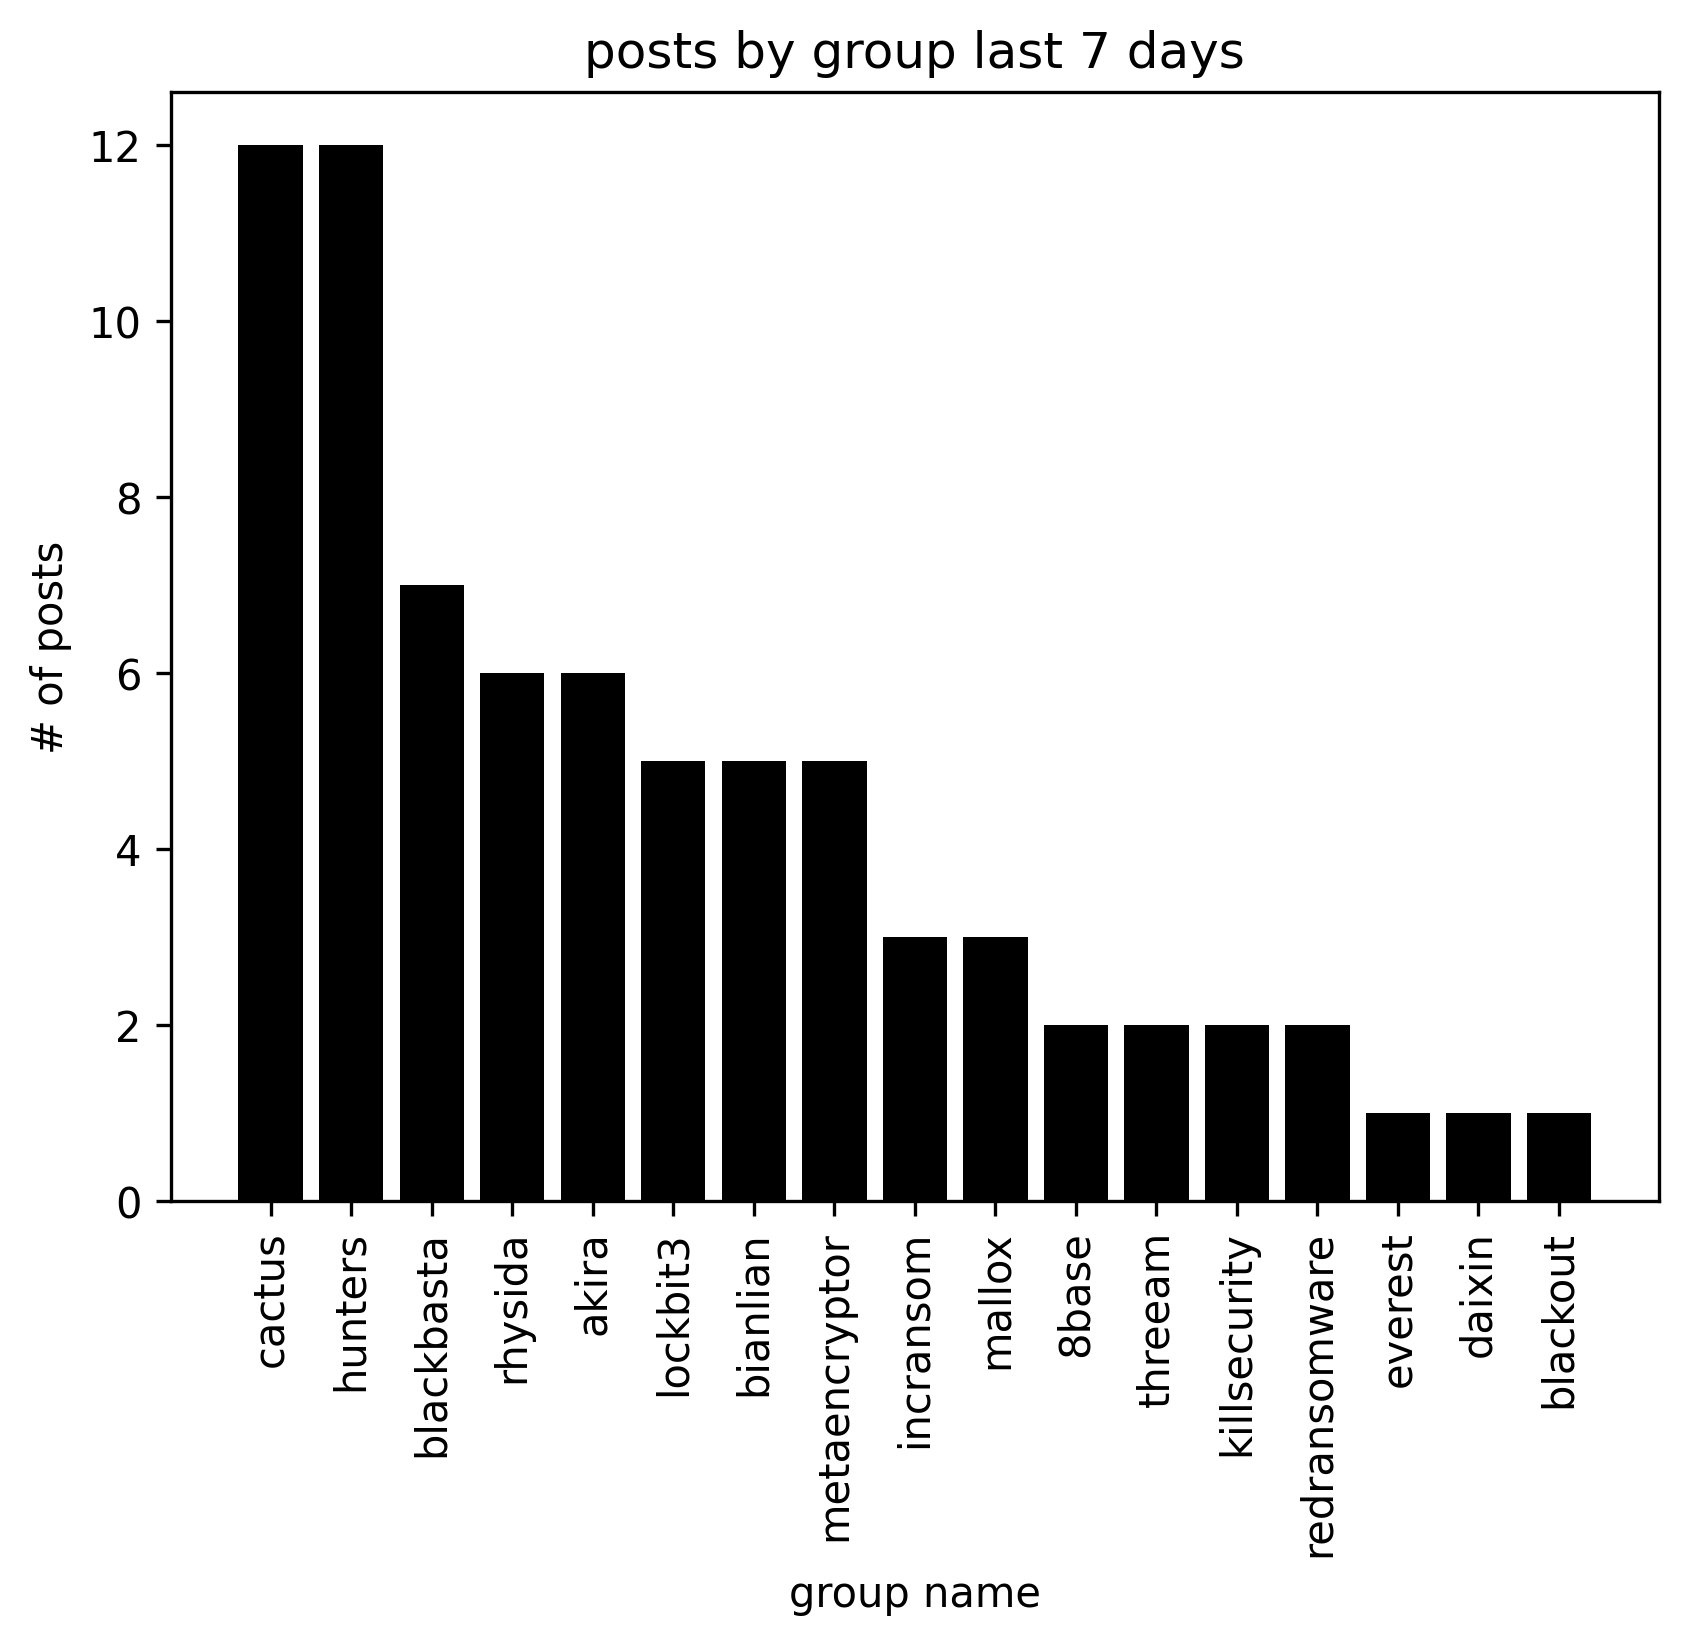 posts by group last 7 days
12
10
8
6
4
2
0
# of posts
cactus
hunters
blackbasta
rhysida
akira
lockbit3
bianlian
metaencryptor
incransom
mallox
8base
threeam
killsecurity
redransomware
everest
daixin
blackout
group name